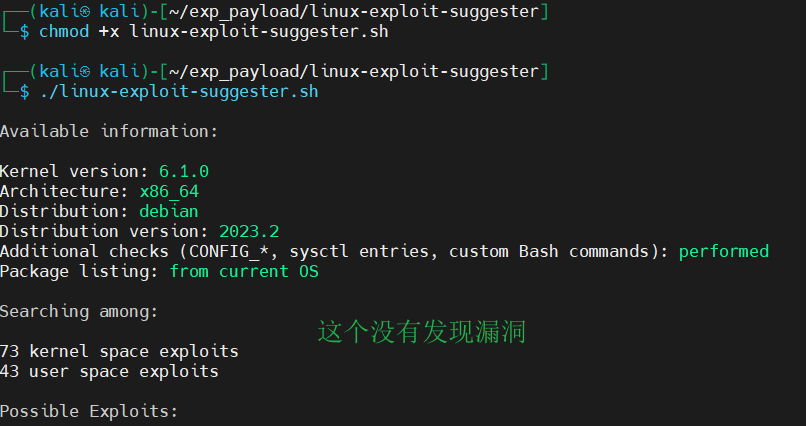 ┌──(kali㉿ kali)-[~/exp_payload/linux-exploit-suggester]
└─$ chmod +x linux-exploit-suggester.sh
┌──(kali㉿ kali)-[~/exp_payload/linux-exploit-suggester]
└─$ ./linux-exploit-suggester.sh
Available information:
Kernel version: 6.1.0
Architecture: x86_64
Distribution: debian
Distribution version: 2023.2
Additional checks (CONFIG_*, sysctl entries, custom Bash commands): performed
Package listing: from current OS
Searching among:
这个没有发现漏洞
73 kernel space exploits
43 user space exploits
Possible Exploits: